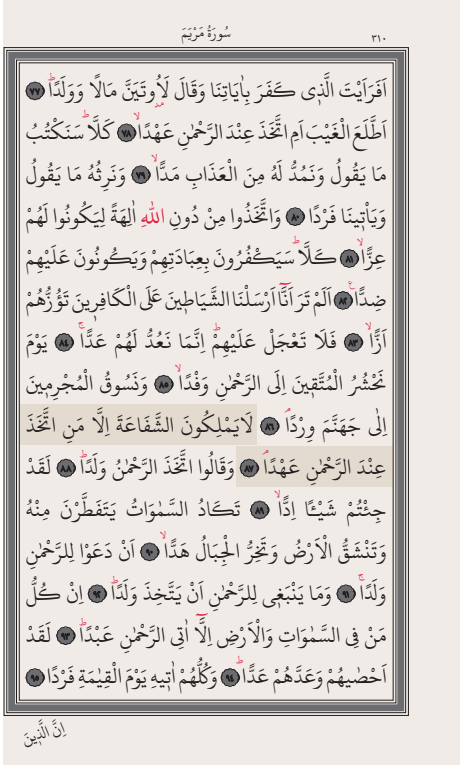 سُورَةُ مَرْيَمَ
٣١٠
اَفَرَاَيْتَ الَّذ۪ي كَفَرَ بِاٰيَاتِنَا وَقَالَ لَاُوتَيَنَّ مَالًا وَوَلَدًاۜ ٧٧
اَطَّلَعَ الْغَيْبَ اَمِ اتَّخَذَ عِنْدَ الرَّحْمٰنِ عَهْدًاۙ ٧٨ كَلَّاۜ سَنَكْتُبُ
مَا يَقُولُ وَنَمُدُّ لَهُ مِنَ الْعَذَابِ مَدًّاۙ ٧٩ وَنَرِثُهُ مَا يَقُولُ
وَيَأْت۪ينَا فَرْدًا ٨٠ وَاتَّخَذُوا مِنْ دُونِ اللّٰهِ اٰلِهَةً لِيَكُونُوا لَهُمْ
عِزًّاۙ ٨١ كَلَّاۜ سَيَكْفُرُونَ بِعِبَادَتِهِمْ وَيَكُونُونَ عَلَيْهِمْ
ضِدًّا۟ ٨٢ اَلَمْ تَرَ اَنَّٓا اَرْسَلْنَا الشَّيَاط۪ينَ عَلَى الْكَافِر۪ينَ تَؤُزُّهُمْ
اَزًّاۙ ٨٣ فَلَا تَعْجَلْ عَلَيْهِمْۜ اِنَّمَا نَعُدُّ لَهُمْ عَدًّاۚ ٨٤ يَوْمَ
نَحْشُرُ الْمُتَّق۪ينَ اِلَى الرَّحْمٰنِ وَفْدًاۙ ٨٥ وَنَسُوقُ الْمُجْرِم۪ينَ
اِلٰى جَهَنَّمَ وِرْدًاۢ ٨٦ لَايَمْلِكُونَ الشَّفَاعَةَ اِلَّا مَنِ اتَّخَذَ
عِنْدَ الرَّحْمٰنِ عَهْدًاۢ ٨٧ وَقَالُوا اتَّخَذَ الرَّحْمٰنُ وَلَدًاۜ ٨٨ لَقَدْ
جِئْتُمْ شَيْـًٔا اِدًّاۙ ٨٩ تَكَادُ السَّمٰوَاتُ يَتَفَطَّرْنَ مِنْهُ
وَتَنْشَقُّ الْاَرْضُ وَتَخِرُّ الْجِبَالُ هَدًّاۙ ٩٠ اَنْ دَعَوْا لِلرَّحْمٰنِ
وَلَدًاۚ ٩١ وَمَا يَنْبَغ۪ي لِلرَّحْمٰنِ اَنْ يَتَّخِذَ وَلَدًاۜ ٩٢ اِنْ كُلُّ
مَنْ فِي السَّمٰوَاتِ وَالْاَرْضِ اِلَّٓا اٰتِي الرَّحْمٰنِ عَبْدًاۜ ٩٣ لَقَدْ
اَحْصٰيهُمْ وَعَدَّهُمْ عَدًّاۜ ٩٤ وَكُلُّهُمْ اٰت۪يهِ يَوْمَ الْقِيٰمَةِ فَرْدًا ٩٥
اِنَّ الَّذ۪ينَ